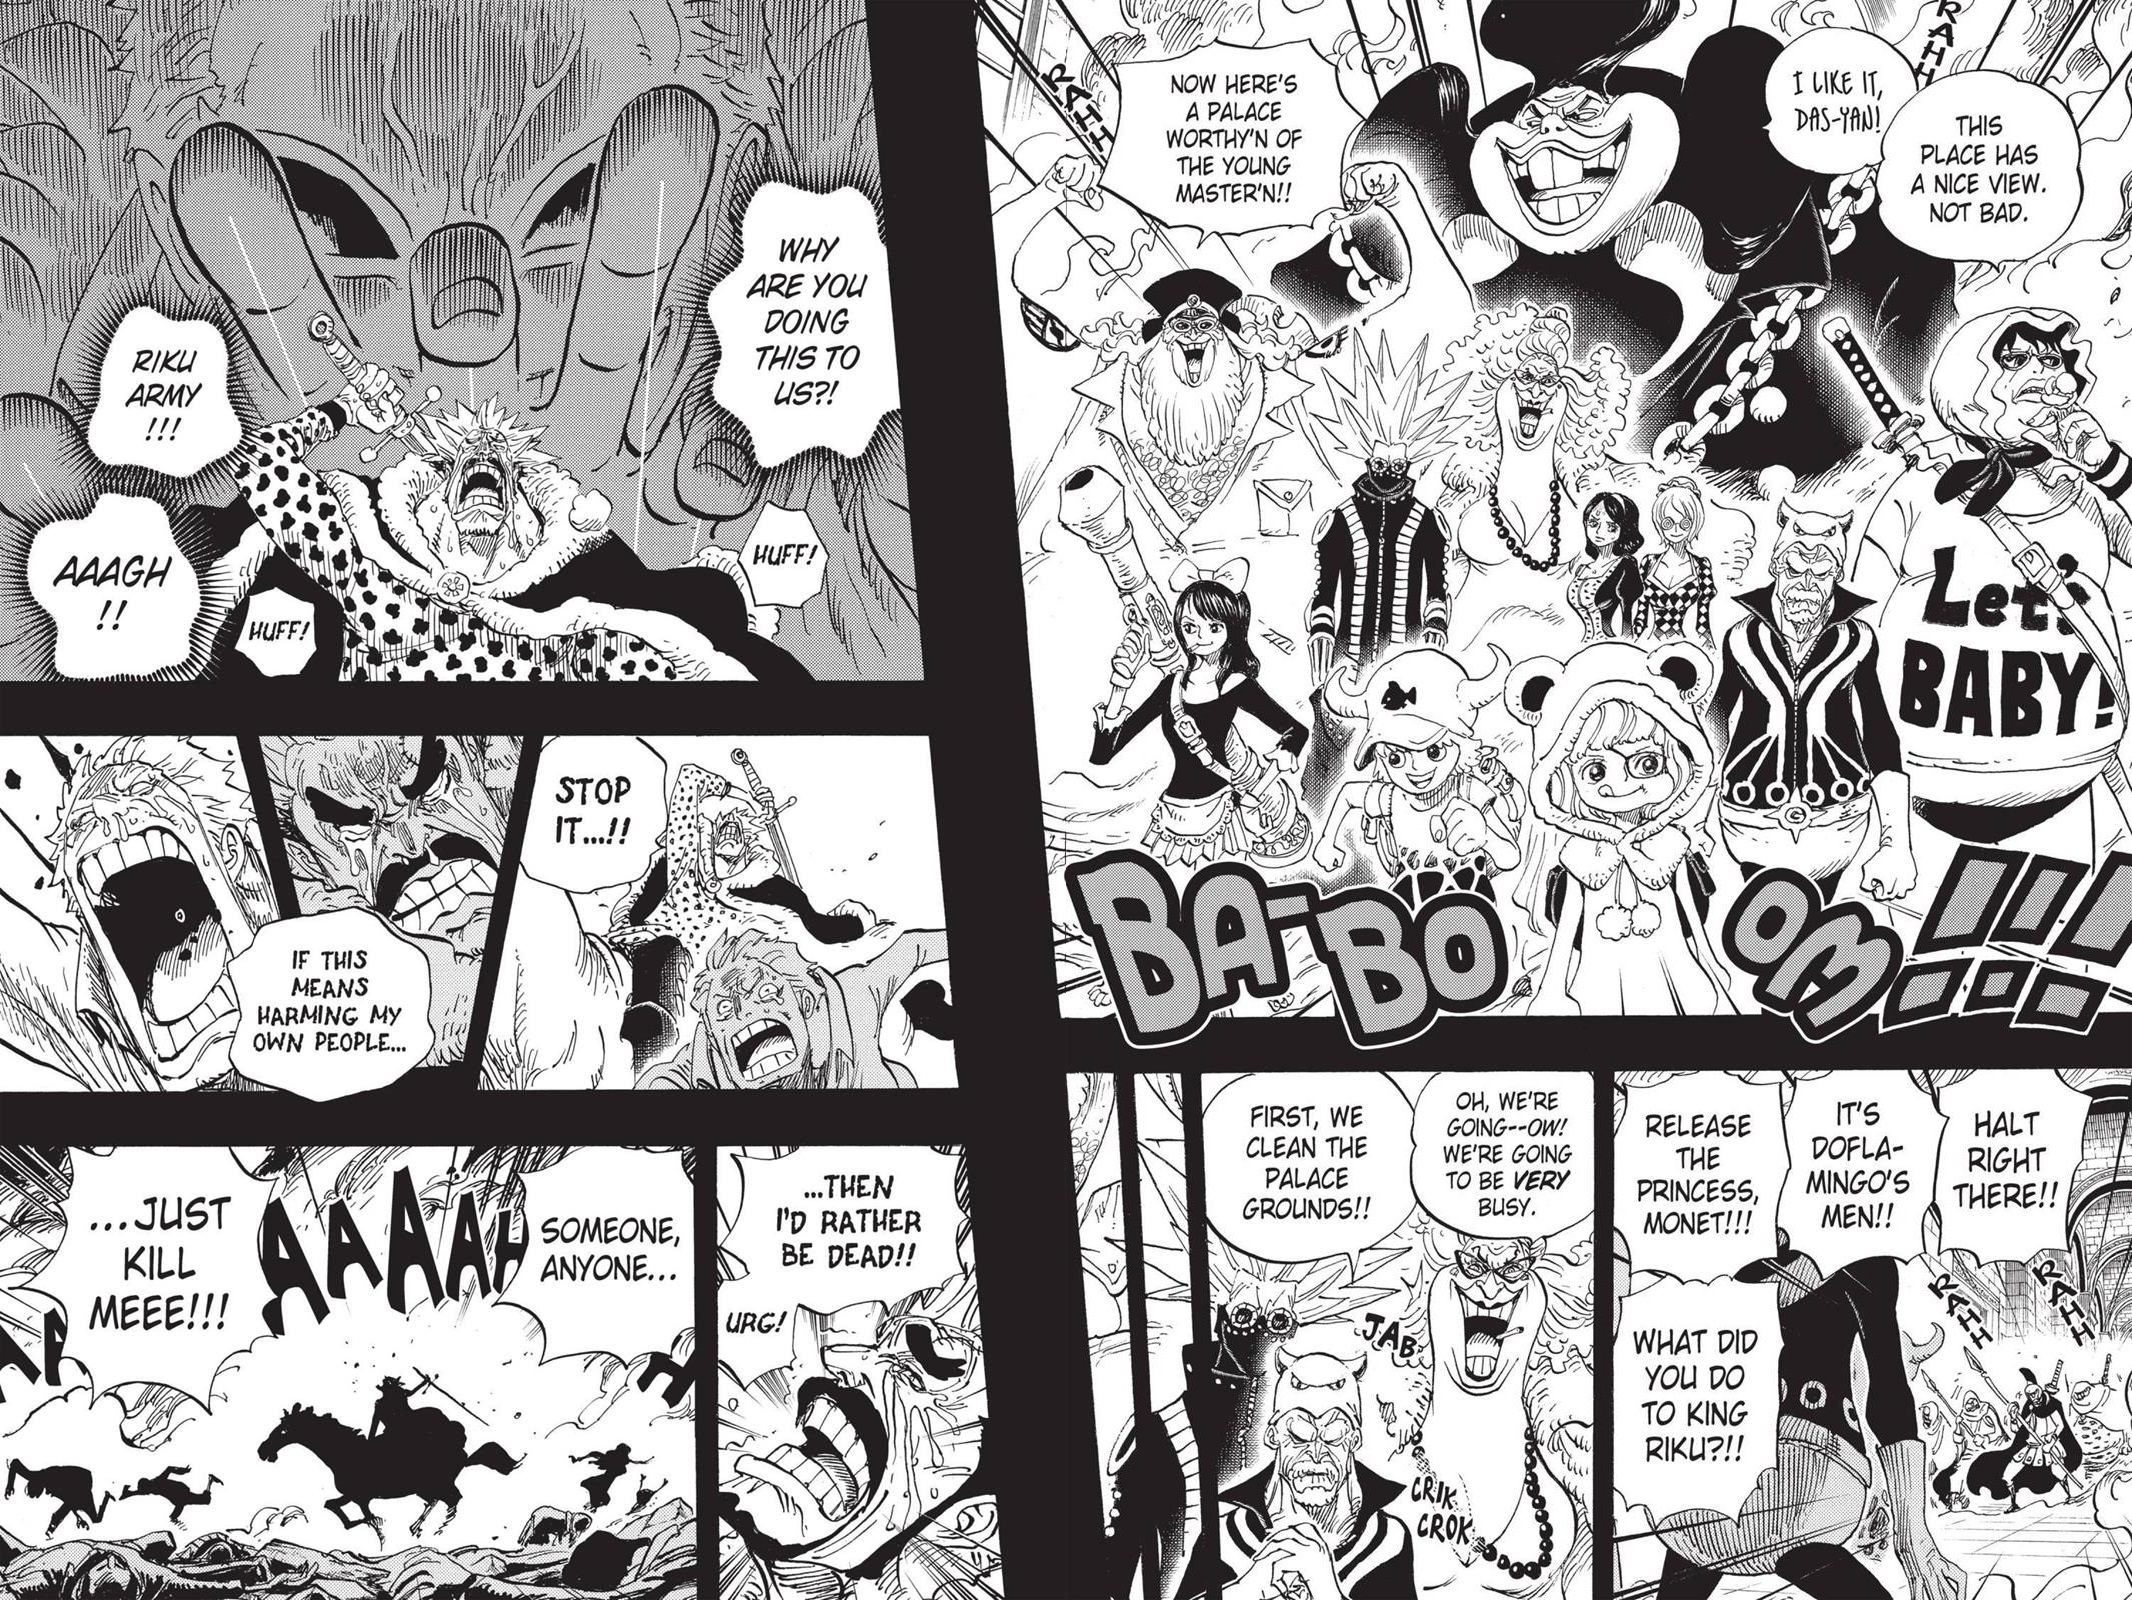 RAHH
RAHH
I LIKE IT,
DAS-YAN!
THIS
PLACE HAS
A NICE VIEW.
NOT BAD.
NOW HERE'S
A PALACE
WORTHY'N OF
THE YOUNG
MASTER'N!!
Let's
BABY!
G
BA-BOOM!!!
HALT
RIGHT
THERE!!
IT'S
DOFLA-
MINGO'S
MEN!!
RELEASE
THE
PRINCESS,
MONET!!!
RAHH
RAHH
WHAT DID
YOU DO
TO KING
RIKU?!!
OH, WE'RE
GOING--OW!
WE'RE GOING
TO BE VERY
BUSY.
FIRST, WE
CLEAN THE
PALACE
GROUNDS!!
JAB
CRIK
CROK
WHY
ARE YOU
DOING
THIS TO
US?!
RIKU
ARMY
!!!
HUFF!
AAAGH
!!
HUFF!
STOP
IT...!!
IF THIS
MEANS
HARMING MY
OWN PEOPLE...
...THEN
I'D RATHER
BE DEAD!!
URG!
SOMEONE,
ANYONE...
AAAAH
...JUST
KILL
MEEE!!!